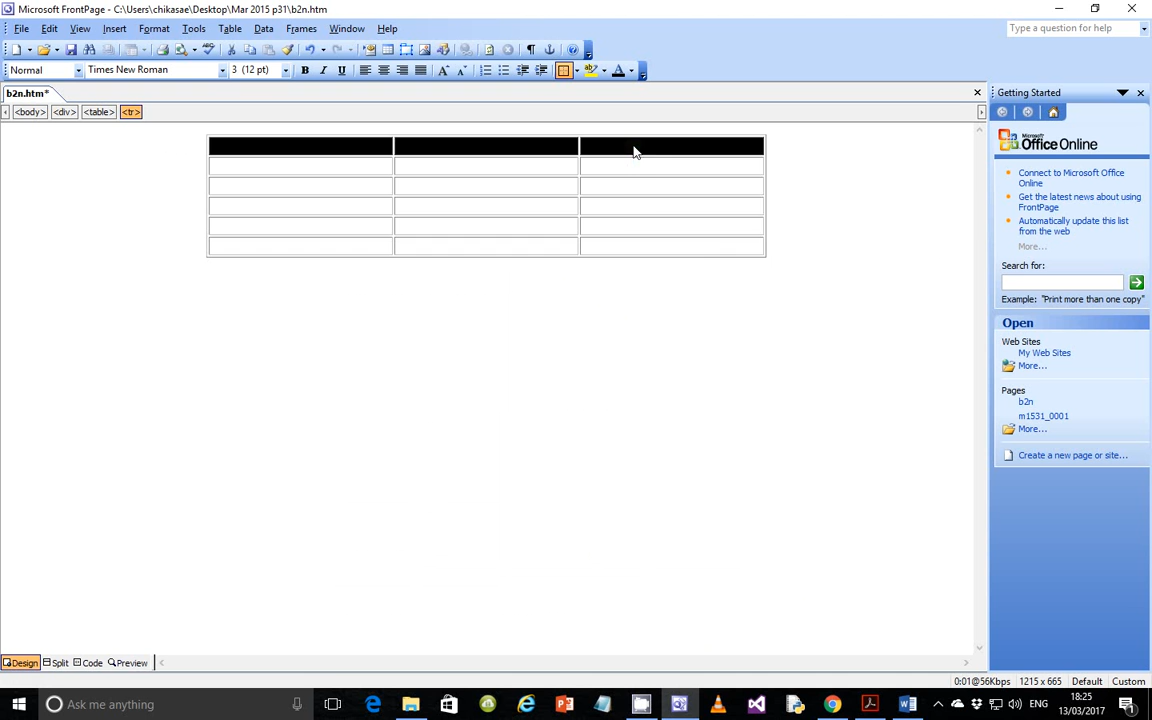 Microsoft FrontPage - C:\Users\chikasae\Desktop\Mar 2015 p31\b2n.htm
File Edit View Insert Format Tools Table Data Frames Window Help
Type a question for help
Normal Times New Roman 3 (12 pt) B I U
b2n.htm*
<body> <div> <table> <tr>
Getting Started
Microsoft
Office Online
Connect to Microsoft Office
Online
Get the latest news about using
FrontPage
Automatically update this list
from the web
More...
Search for:
Example: "Print more than one copy"
Open
Web Sites
My Web Sites
More...
Pages
b2n
m1531_0001
More...
Create a new page or site...
Design Split Code Preview
0:01@56Kbps 1215 x 665 Default Custom
Ask me anything
ENG
18:25
13/03/2017